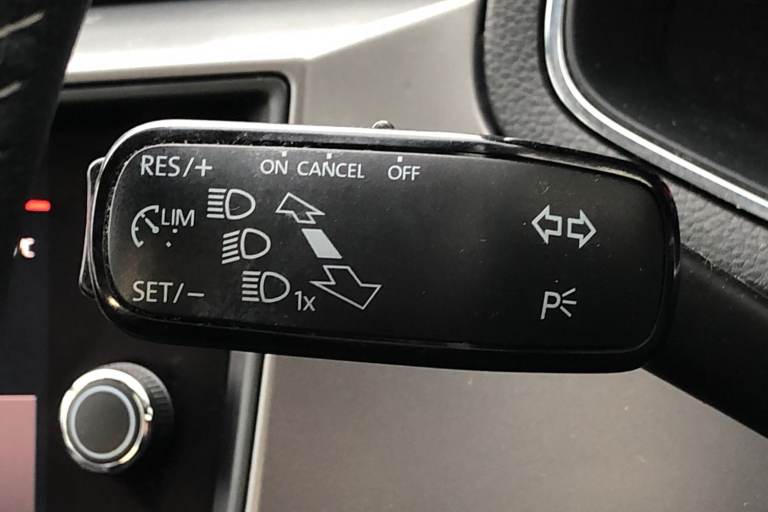 RES/+ ON CANCEL OFF
LIM
SET/-
1x
P